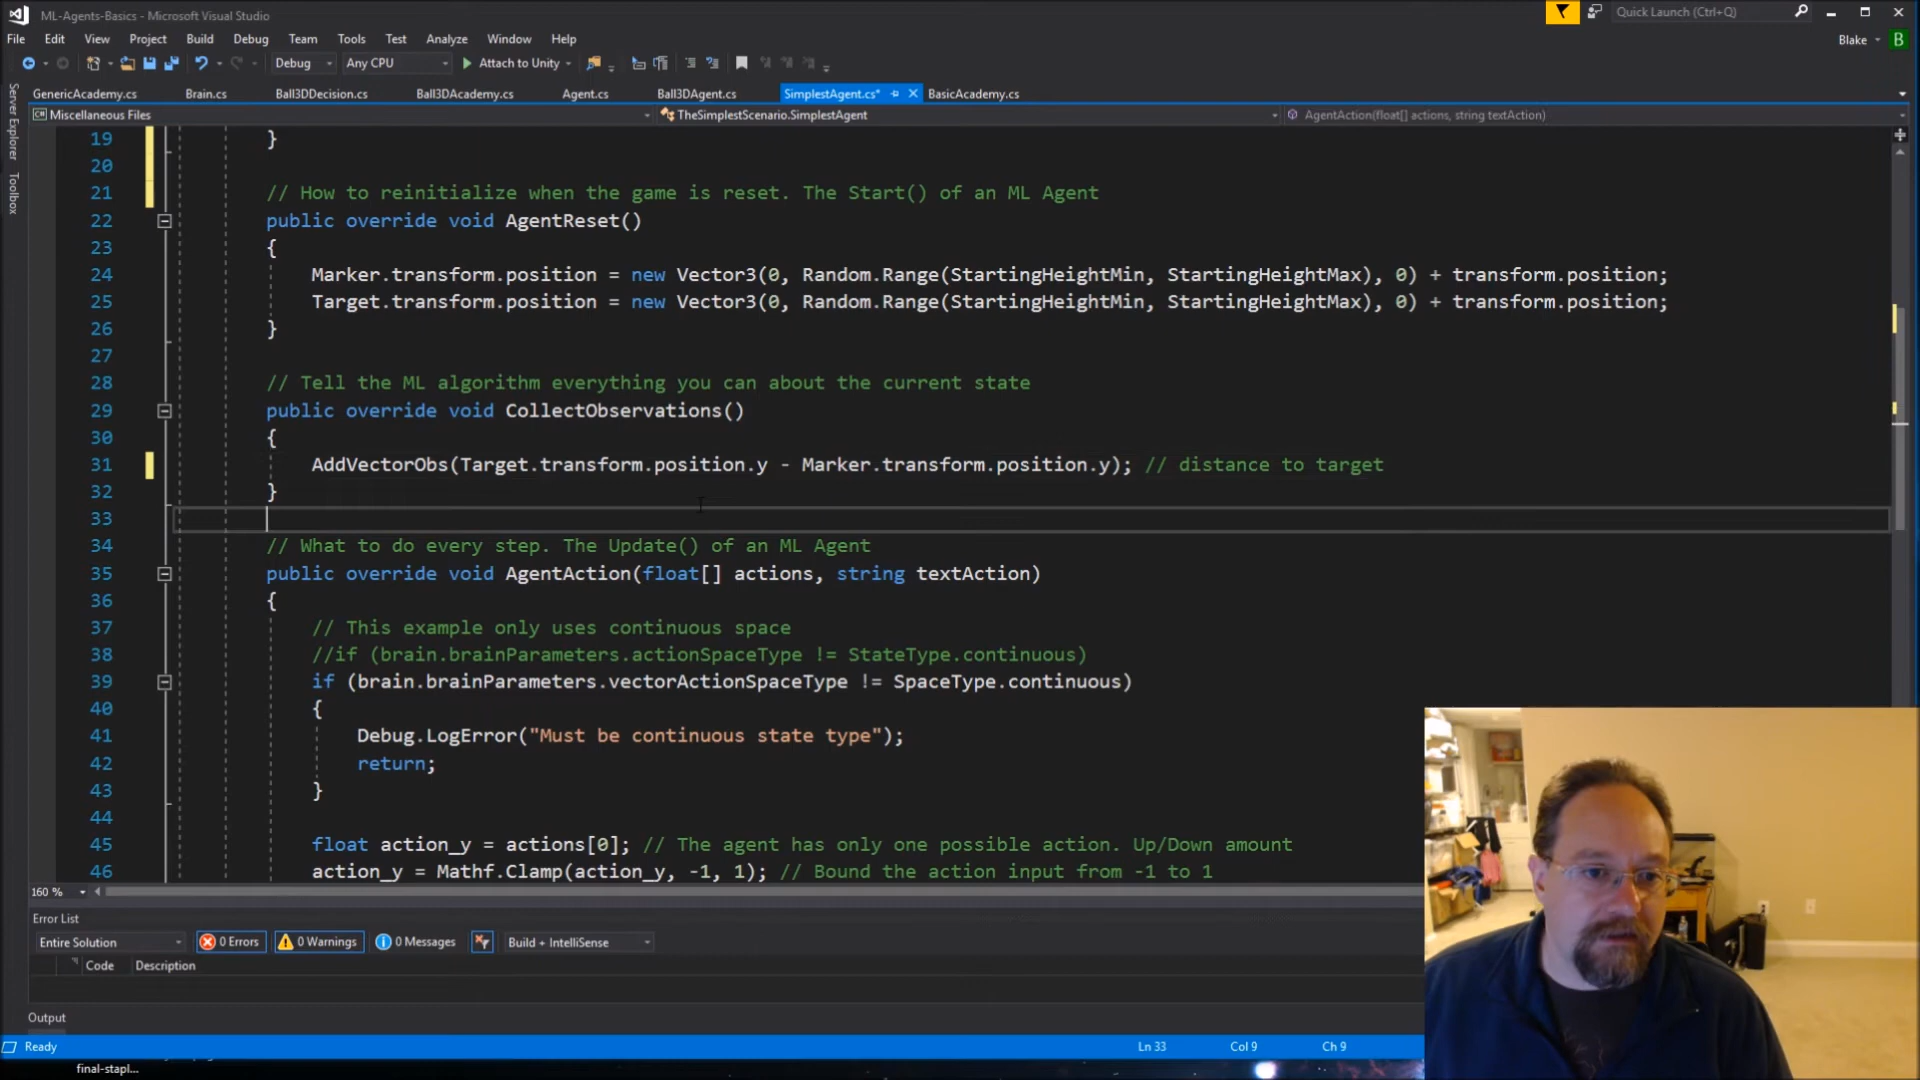 ML-Agents-Basics - Microsoft Visual Studio
Quick Launch (Ctrl+Q)
File Edit View Project Build Debug Team Tools Test Analyze Window Help
Blake B
Debug Any CPU Attach to Unity
GenericAcademy.cs Brain.cs Ball3DDecision.cs Ball3DAcademy.cs Agent.cs Ball3DAgent.cs SimplestAgent.cs* BasicAcademy.cs
Server Explorer
Toolbox
Miscellaneous Files TheSimplestScenario.SimplestAgent AgentAction(float[] actions, string textAction)
19 }
20
21 // How to reinitialize when the game is reset. The Start() of an ML Agent
22 public override void AgentReset()
23 {
24 Marker.transform.position = new Vector3(0, Random.Range(StartingHeightMin, StartingHeightMax), 0) + transform.position;
25 Target.transform.position = new Vector3(0, Random.Range(StartingHeightMin, StartingHeightMax), 0) + transform.position;
26 }
27
28 // Tell the ML algorithm everything you can about the current state
29 public override void CollectObservations()
30 {
31 AddVectorObs(Target.transform.position.y - Marker.transform.position.y); // distance to target
32 }
33
34 // What to do every step. The Update() of an ML Agent
35 public override void AgentAction(float[] actions, string textAction)
36 {
37 // This example only uses continuous space
38 //if (brain.brainParameters.actionSpaceType != StateType.continuous)
39 if (brain.brainParameters.vectorActionSpaceType != SpaceType.continuous)
40 {
41 Debug.LogError("Must be continuous state type");
42 return;
43 }
44
45 float action_y = actions[0]; // The agent has only one possible action. Up/Down amount
46 action_y = Mathf.Clamp(action_y, -1, 1); // Bound the action input from -1 to 1
160 %
Error List
Entire Solution 0 Errors 0 Warnings 0 Messages Build + IntelliSense
Code Description
Output
Ready Ln 33 Col 9 Ch 9
final-stapl...